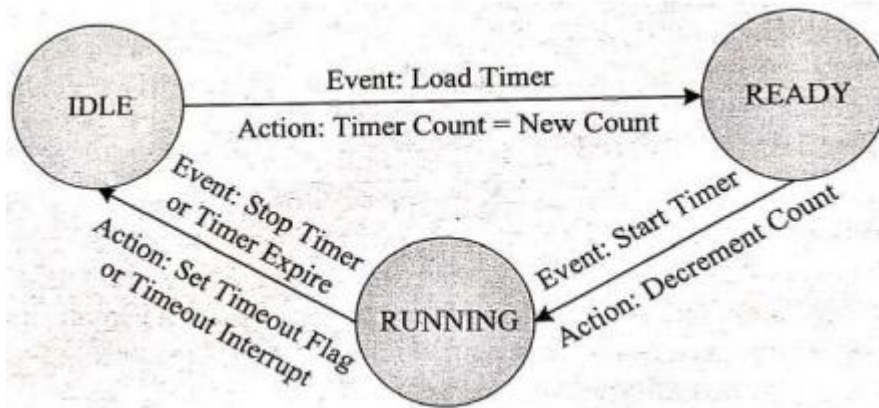 IDLE
Event: Load Timer
Action: Timer Count = New Count
READY
Event: Stop Timer
or Timer Expire
Action: Set Timeout Flag
or Timeout Interrupt
RUNNING
Event: Start Timer
Action: Decrement Count